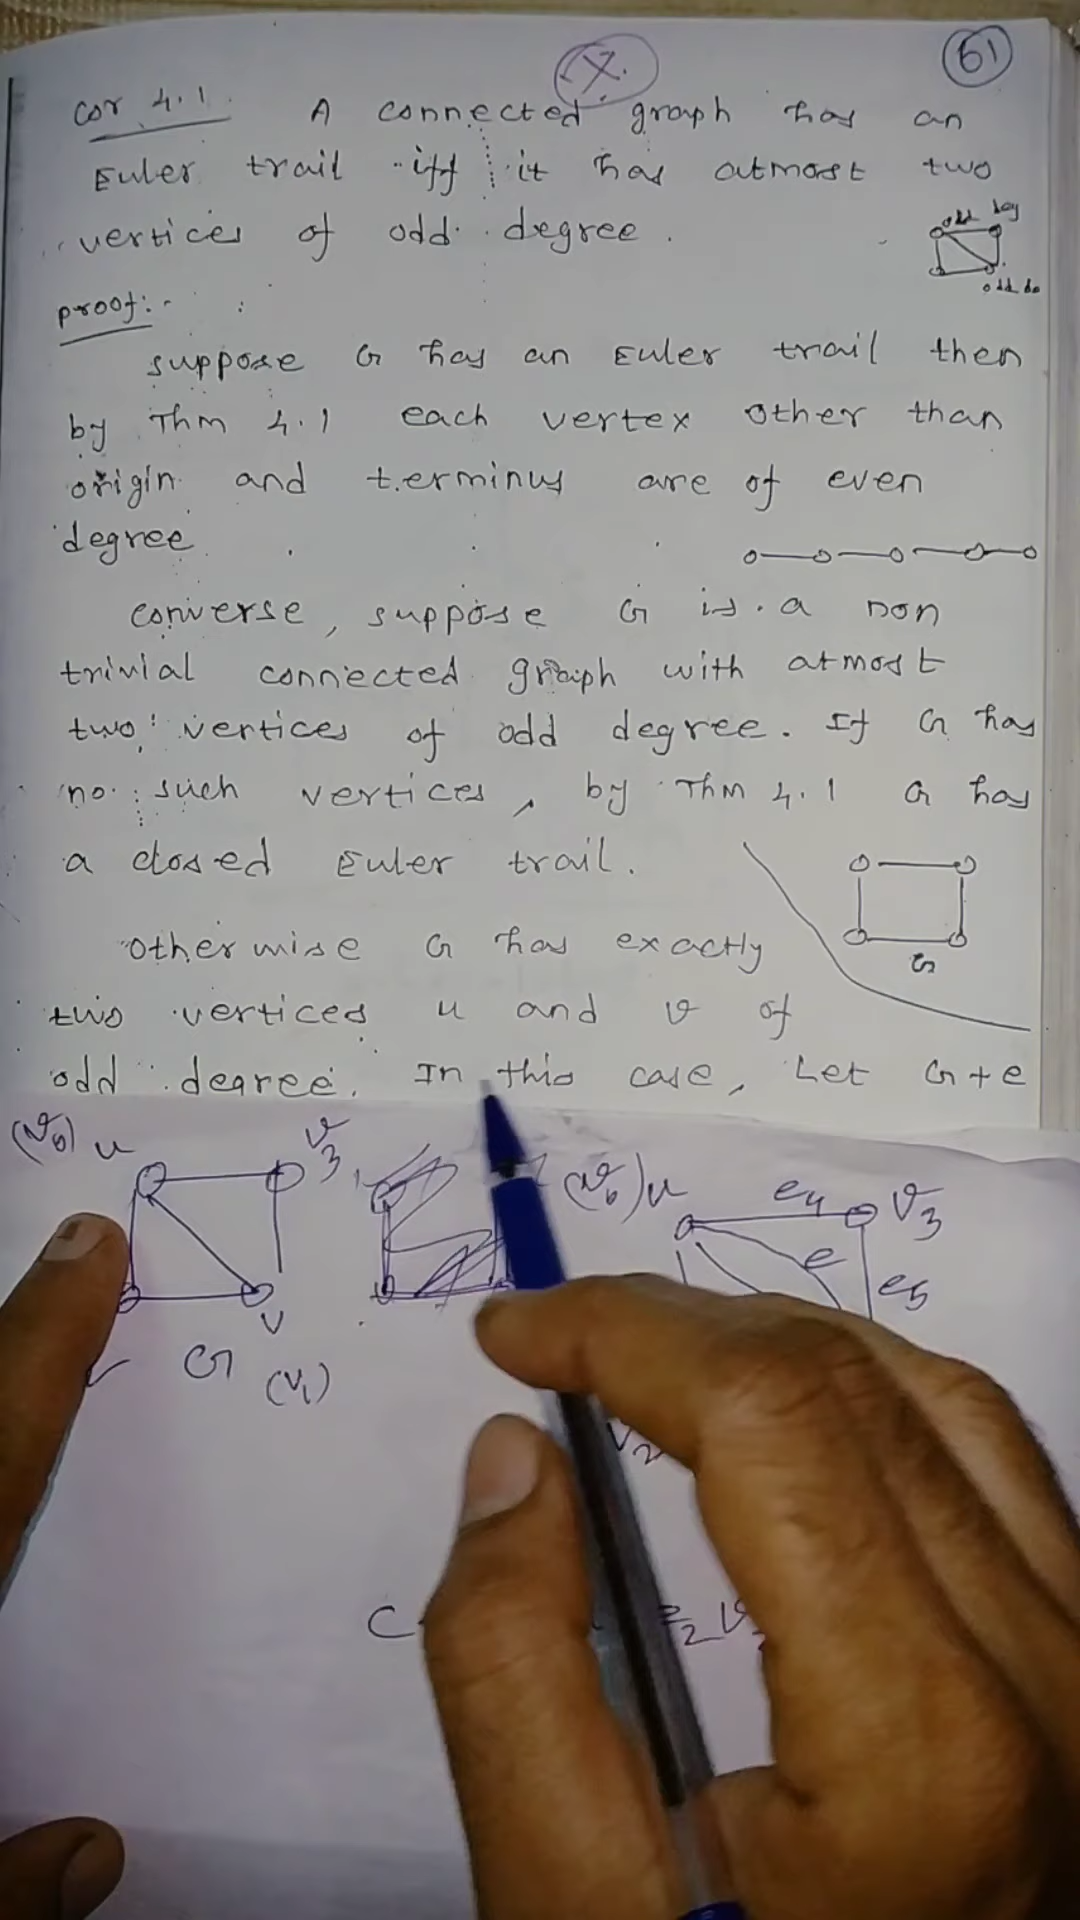 X.
61
Cor 4.1. A connected graph has an
Euler trail iff it has atmost two
vertices of odd degree.
odd deg
odd de
proof:-
suppose G has an Euler trail then
by Thm 4.1 each vertex other than
origin and terminus are of even
degree
converse, suppose G is a non
trivial connected graph with atmost
two vertices of odd degree. If G has
no such vertices, by Thm 4.1 G has
a closed Euler trail.
G
otherwise G has exactly
two vertices u and v of
odd degree. In this case, Let G+e
(v0) u v3
(v0) u e4 v3
e e5
v
G (v1)
v2
C